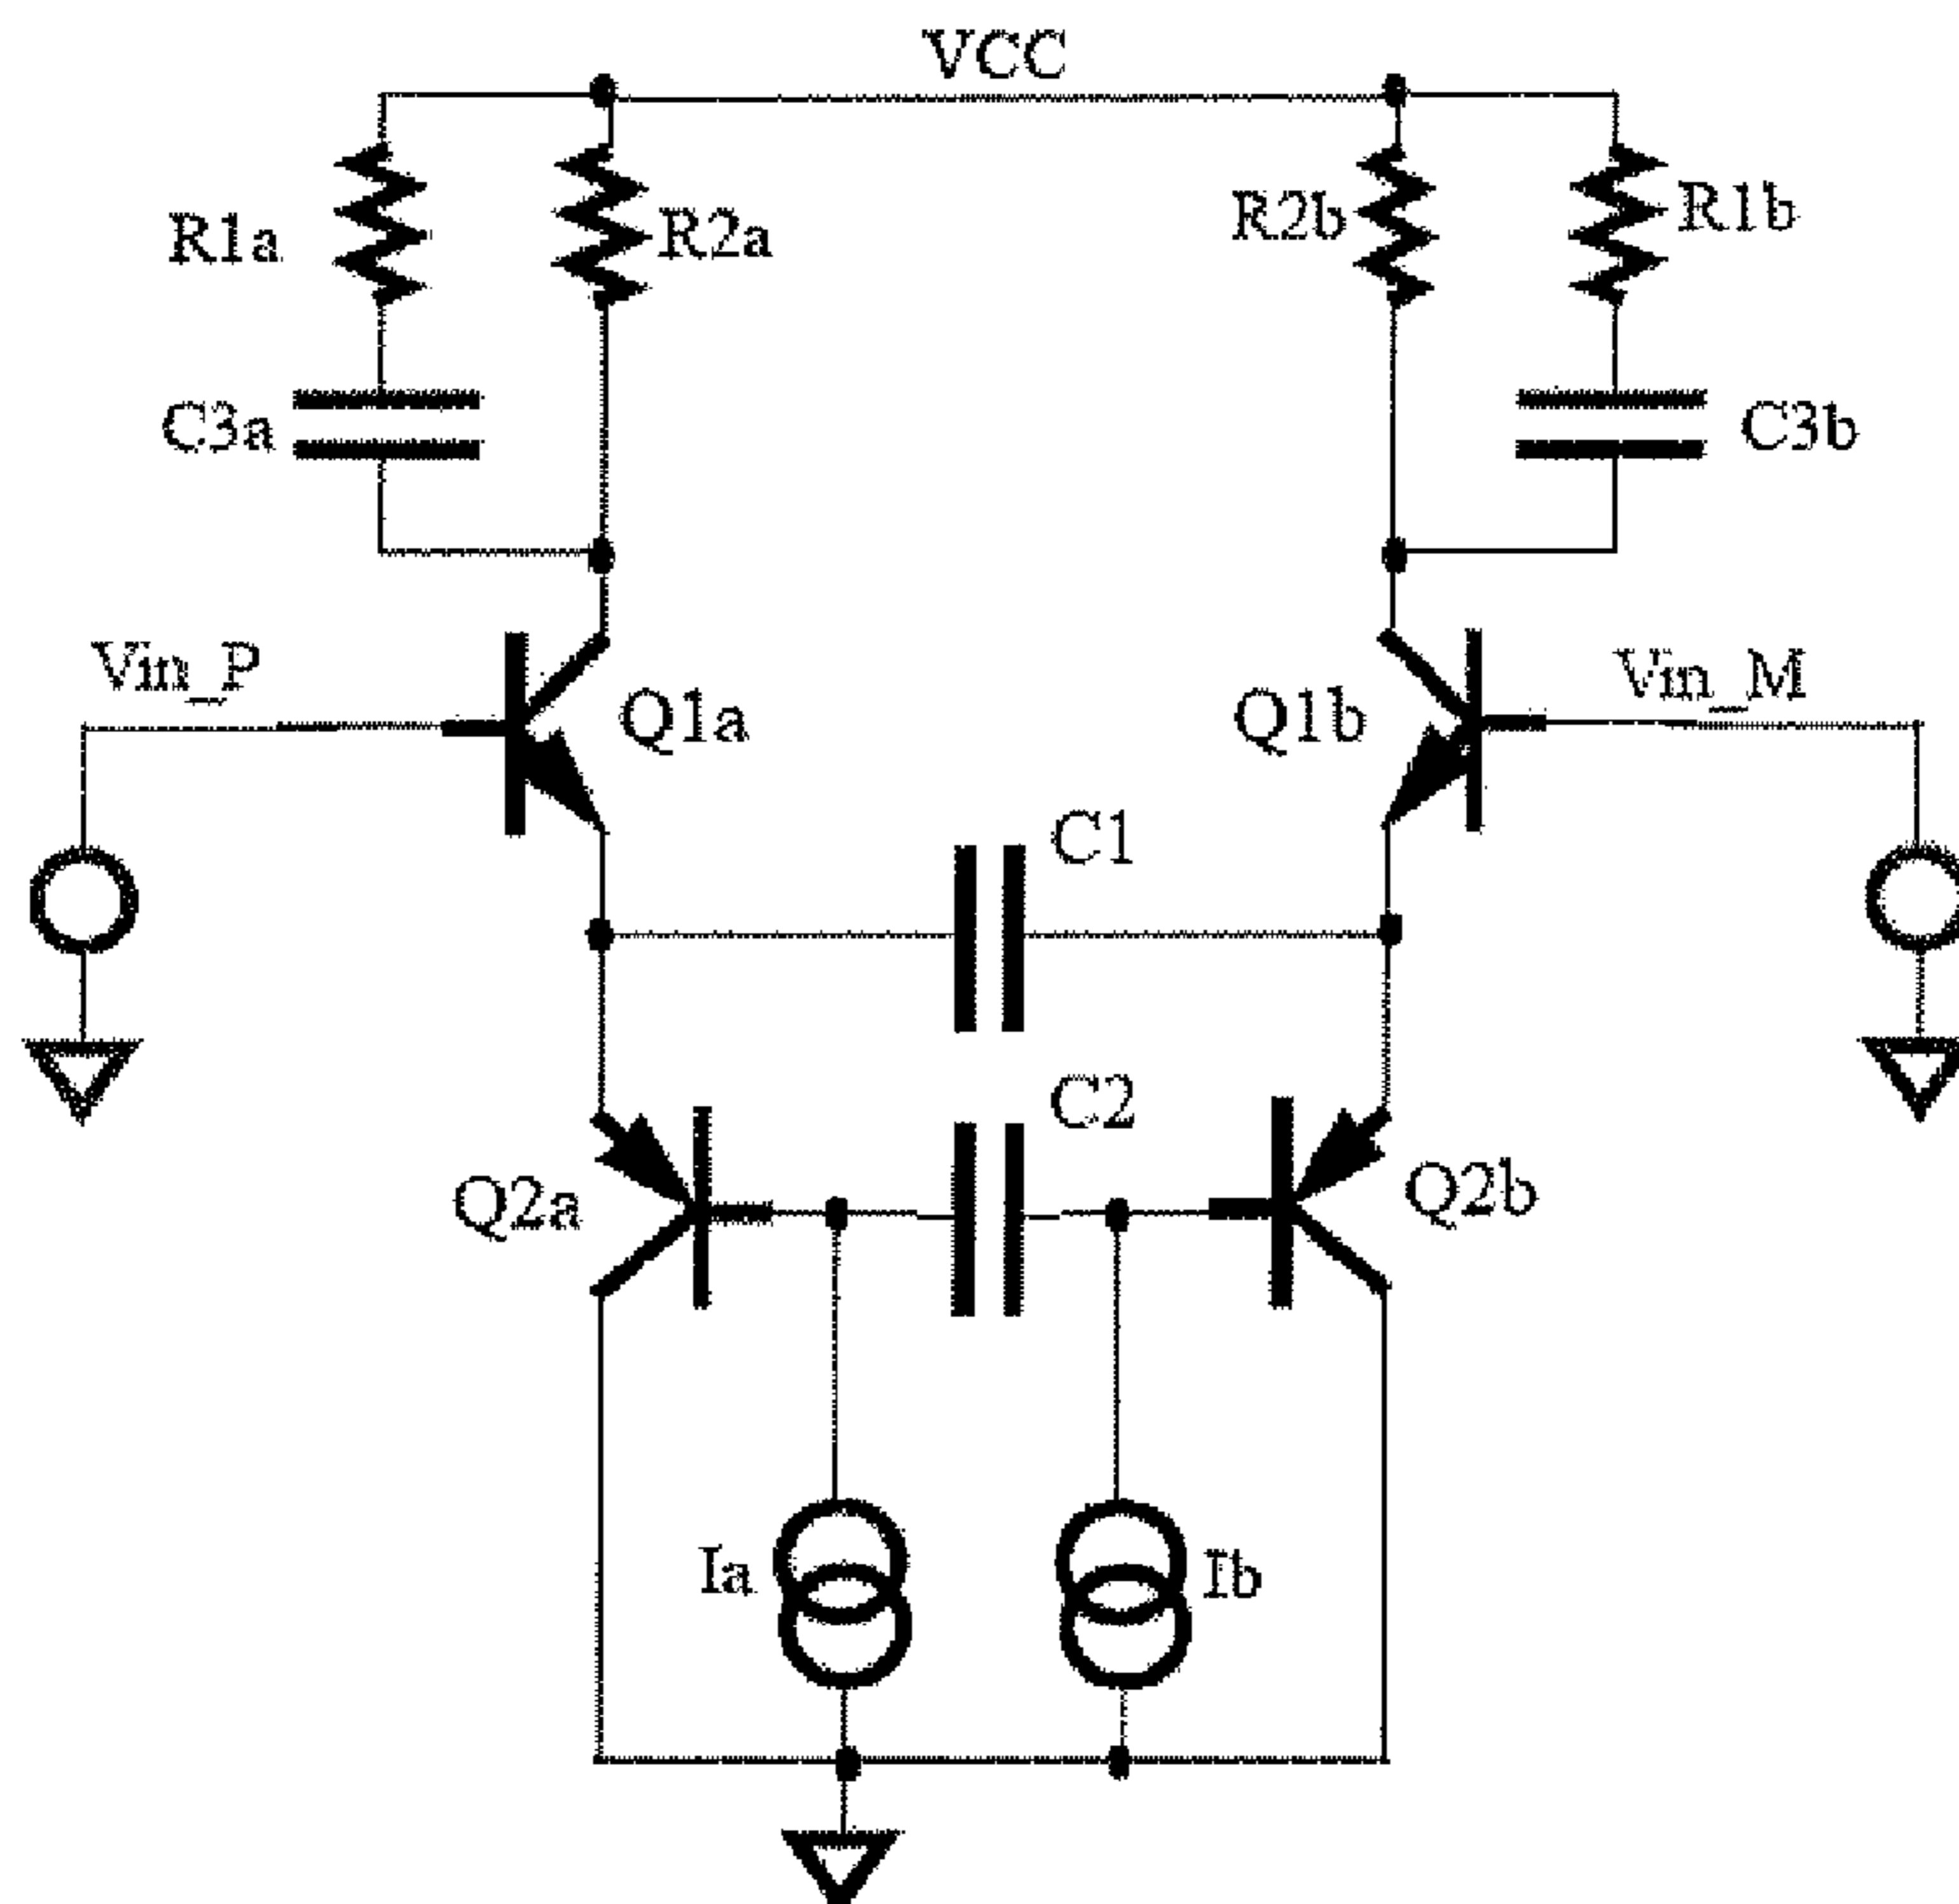 VCC
R1a
R2a
R2b
R1b
C3a
C3b
Vin_P
Q1a
Q1b
Vin_M
C1
C2
Q2a
Q2b
Ia
Ib